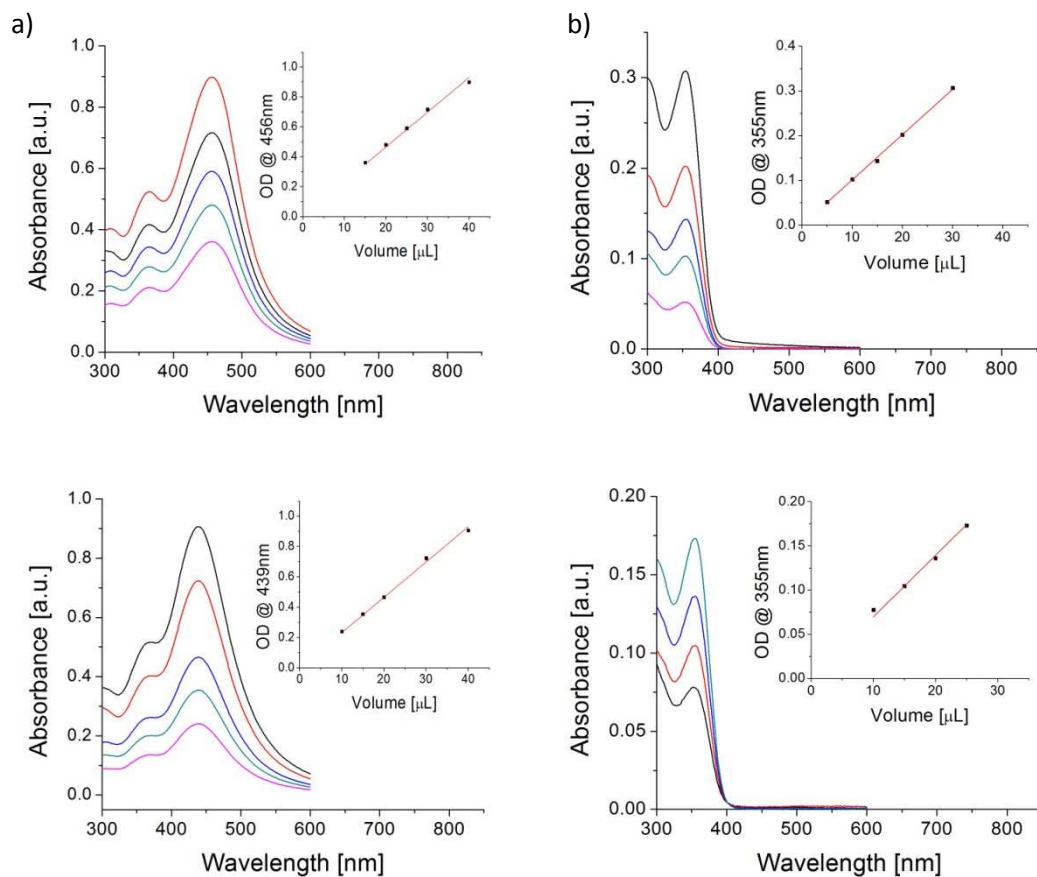 a)
1.0
0.8
0.6
0.4
0.2
0.0
Absorbance [a.u.]
300 400 500 600 700 800
Wavelength [nm]
1.0
0.8
0.6
0.4
0.2
0.0
OD @ 456nm
0 10 20 30 40
Volume [μL]
b)
0.3
0.2
0.1
0.0
Absorbance [a.u.]
300 400 500 600 700 800
Wavelength [nm]
0.4
0.3
0.2
0.1
0.0
OD @ 355nm
0 10 20 30 40
Volume [μL]
1.0
0.8
0.6
0.4
0.2
0.0
Absorbance [a.u.]
300 400 500 600 700 800
Wavelength [nm]
1.0
0.8
0.6
0.4
0.2
0.0
OD @ 439nm
0 10 20 30 40
Volume [μL]
0.20
0.15
0.10
0.05
0.00
Absorbance [a.u.]
300 400 500 600 700 800
Wavelength [nm]
0.20
0.15
0.10
0.05
0.00
OD @ 355nm
0 10 20 30
Volume [μL]